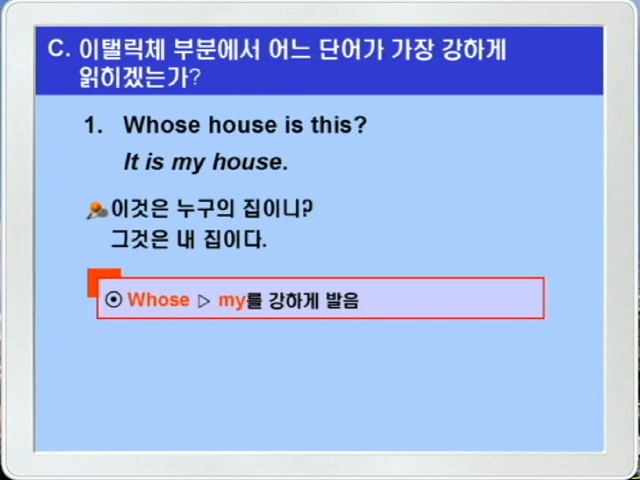 C. 이탤릭체 부분에서 어느 단어가 가장 강하게
읽히겠는가?
1. Whose house is this?
It is my house.
이것은 누구의 집이니?
그것은 내 집이다.
⊙ Whose ▷ my를 강하게 발음